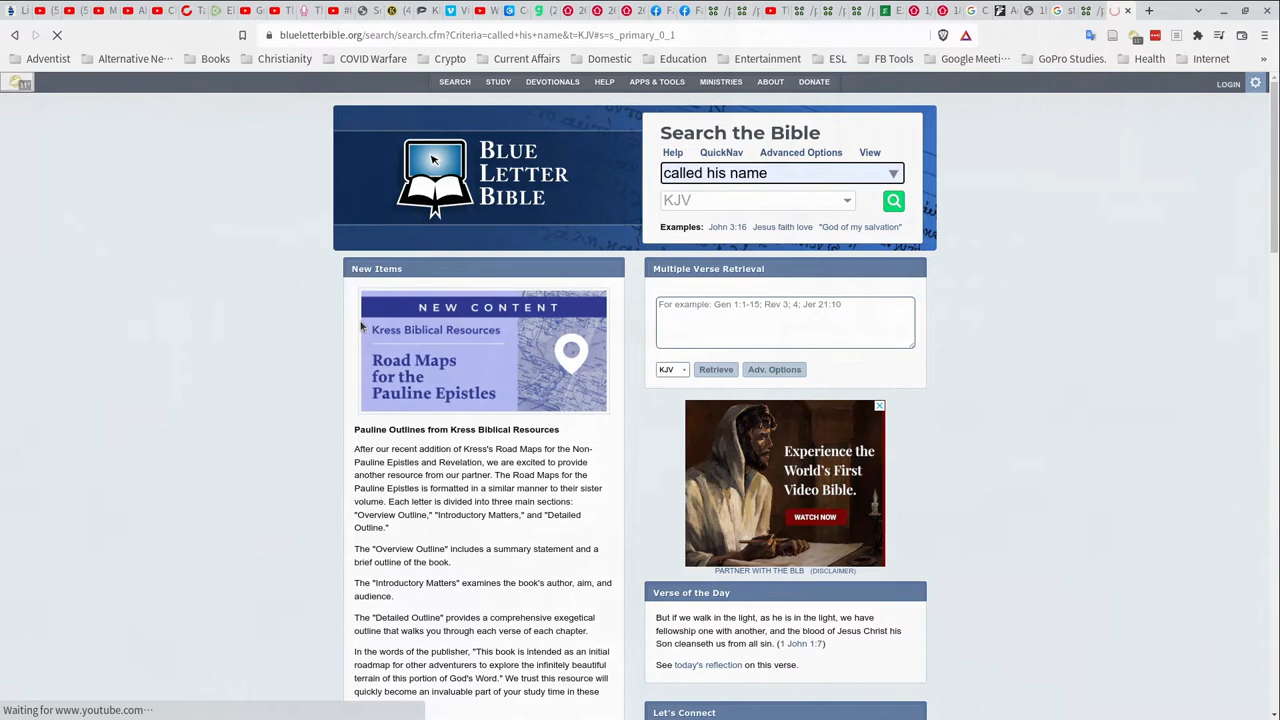 blueletterbible.org/search/search.cfm?Criteria=called+his+name&t=KJV#s=s_primary_0_1
Adventist
Alternative Ne…
Books
Christianity
COVID Warfare
Crypto
Current Affairs
Domestic
Education
Entertainment
ESL
FB Tools
Google Meeti…
GoPro Studies.
Health
Internet
»
SEARCH STUDY DEVOTIONALS HELP APPS & TOOLS MINISTRIES ABOUT DONATE
LOGIN
BLUE
LETTER
BIBLE
Search the Bible
Help QuickNav Advanced Options View
called his name
KJV
Examples: John 3:16 Jesus faith love "God of my salvation"
New Items
NEW CONTENT
Kress Biblical Resources
Road Maps
for the
Pauline Epistles
Pauline Outlines from Kress Biblical Resources
After our recent addition of Kress's Road Maps for the Non-
Pauline Epistles and Revelation, we are excited to provide
another resource from our partner. The Road Maps for the
Pauline Epistles is formatted in a similar manner to their sister
volume. Each letter is divided into three main sections:
"Overview Outline," "Introductory Matters," and "Detailed
Outline."
The "Overview Outline" includes a summary statement and a
brief outline of the book.
The "Introductory Matters" examines the book's author, aim, and
audience.
The "Detailed Outline" provides a comprehensive exegetical
outline that walks you through each verse of each chapter.
In the words of the publisher, "This book is intended as an initial
roadmap for other adventurers to explore the infinitely beautiful
terrain of this portion of God's Word." We trust this resource will
quickly become an invaluable part of your study time in these
Multiple Verse Retrieval
For example: Gen 1:1-15; Rev 3; 4; Jer 21:10
KJV
Retrieve
Adv. Options
Experience the
World's First
Video Bible.
WATCH NOW
PARTNER WITH THE BLB (DISCLAIMER)
Verse of the Day
But if we walk in the light, as he is in the light, we have
fellowship one with another, and the blood of Jesus Christ his
Son cleanseth us from all sin. (1 John 1:7)
See today's reflection on this verse.
Let's Connect
Waiting for www.youtube.com…